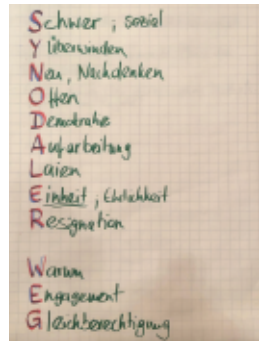 Schwer, sozial
Y Überwinden
Neu, Nachdenken
Offen
Demokratie
Aufarbeitung
Laien
Einheit, Ehrlichkeit
Resignation
Warum
Engagement
Gleichberechtigung